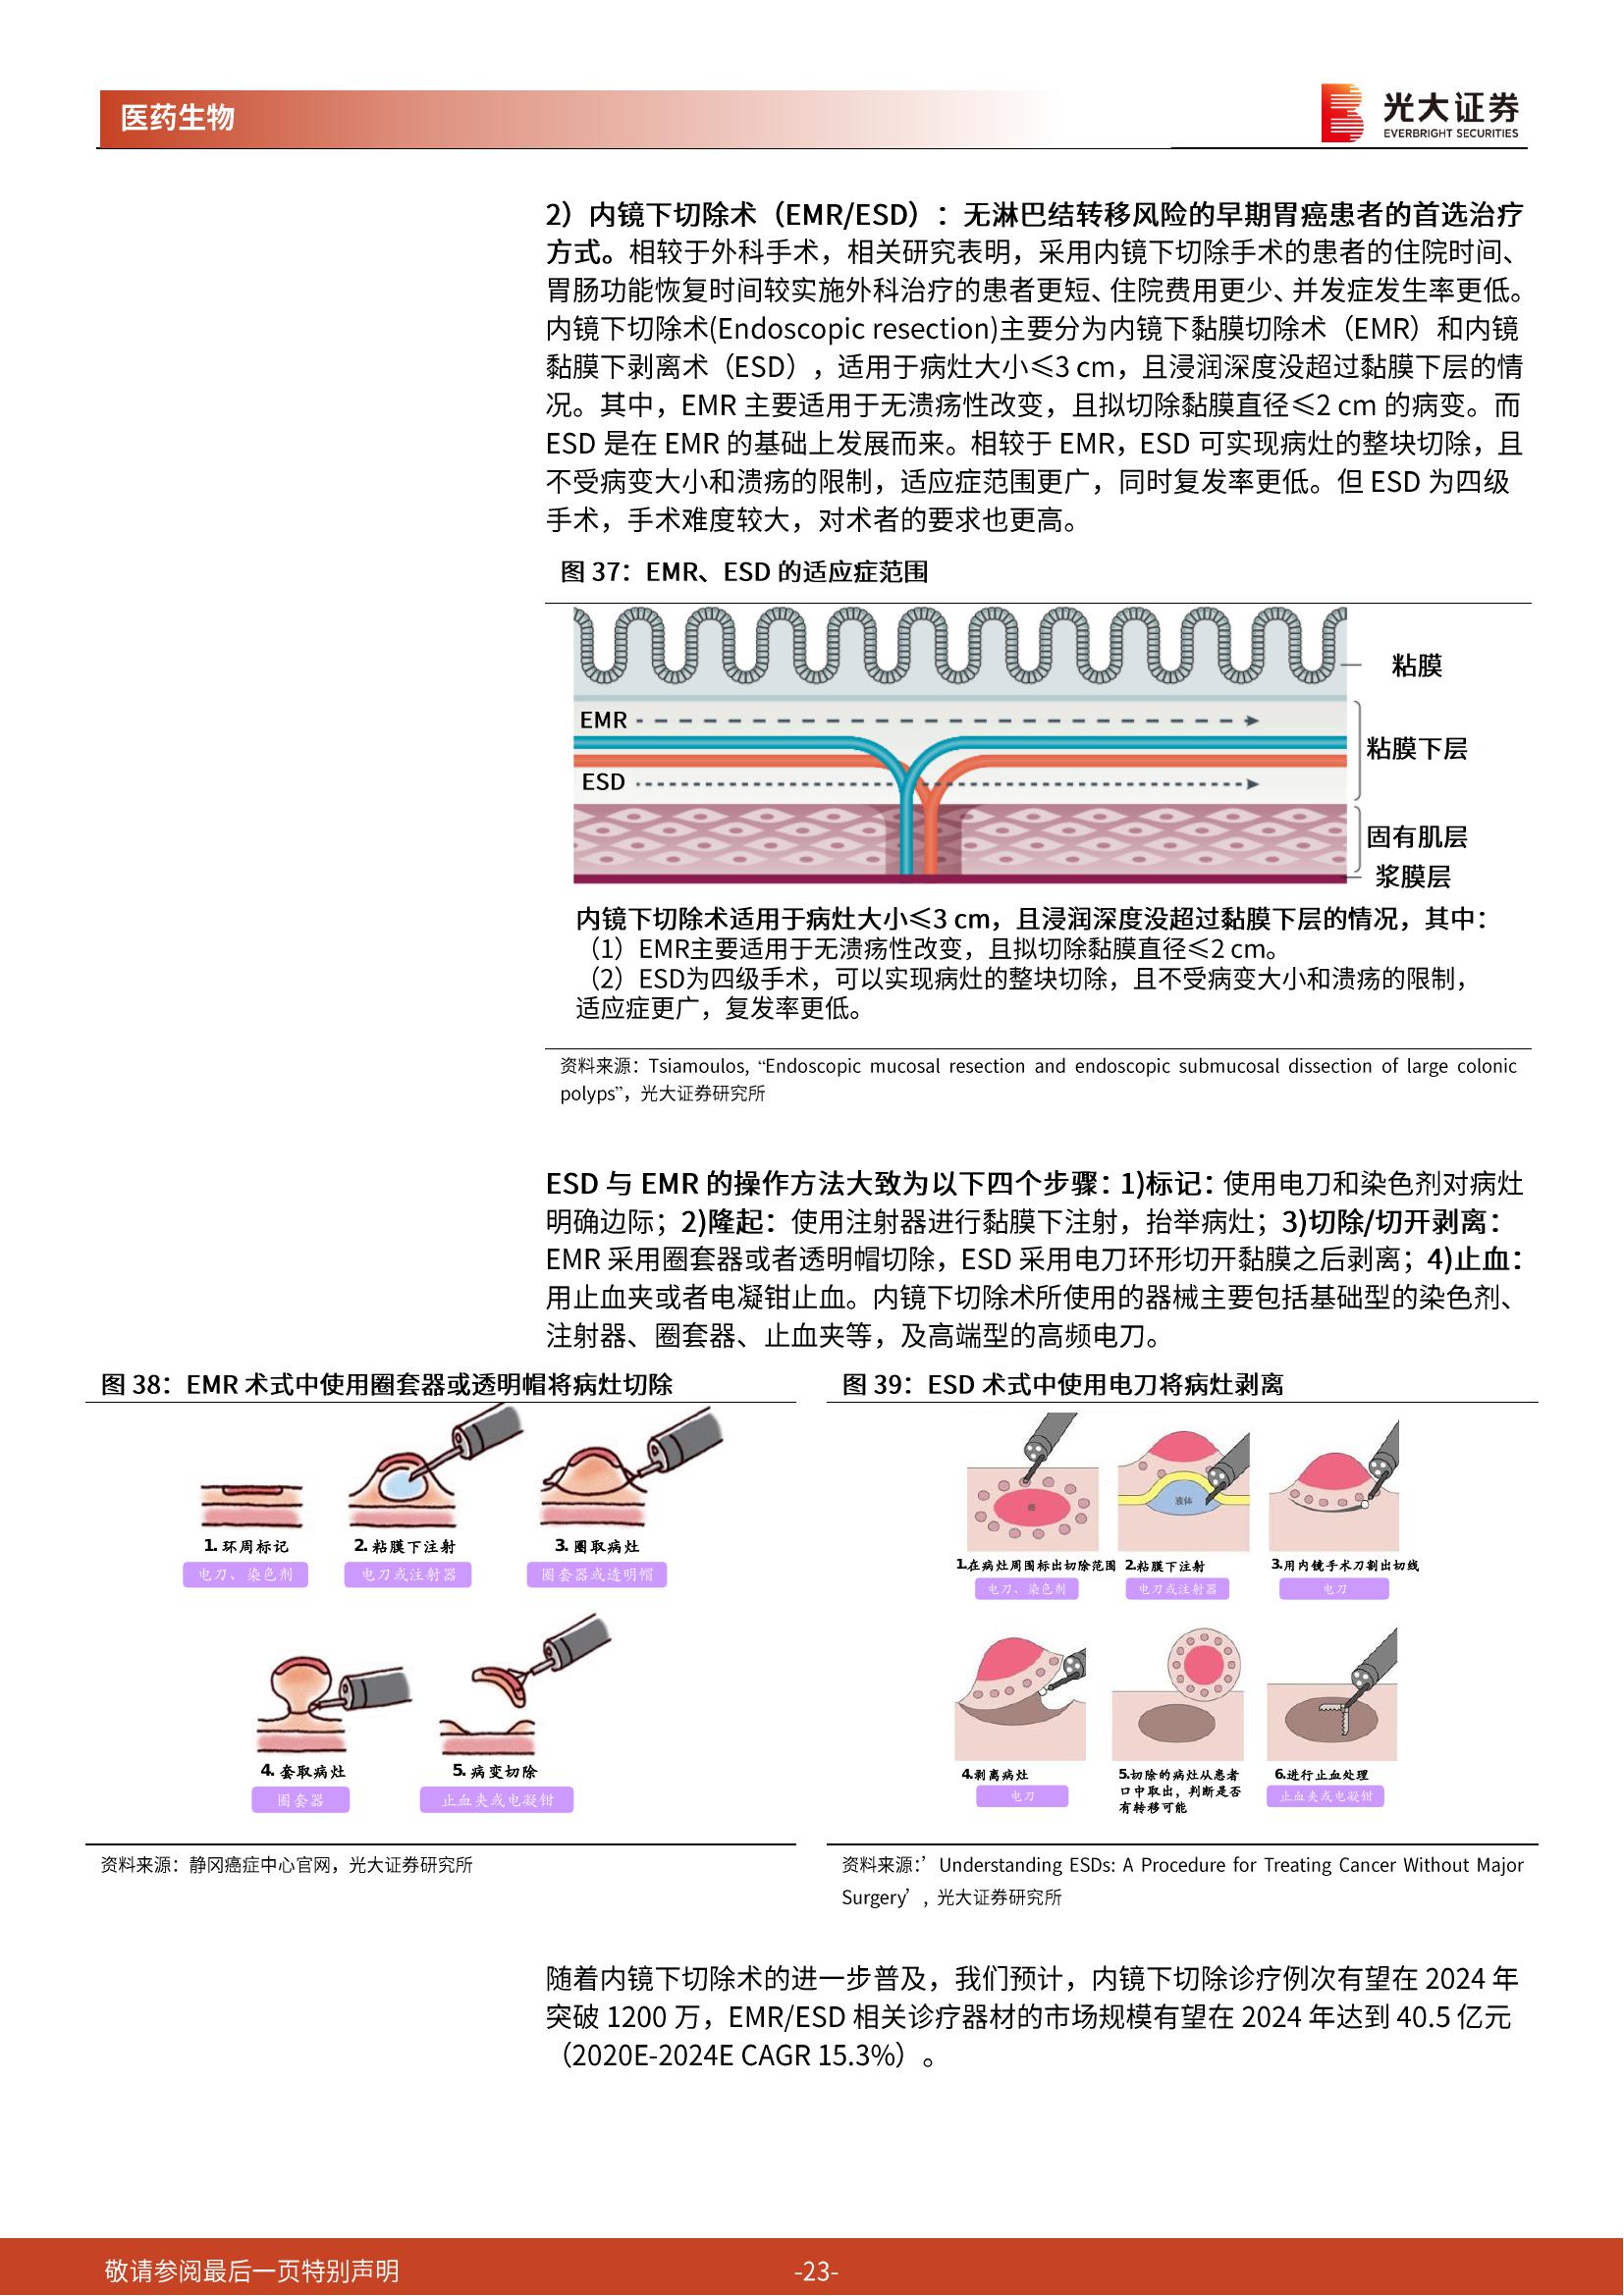 医药生物
光大证券
EVERBRIGHT SECURITIES
2）内镜下切除术（EMR/ESD）：无淋巴结转移风险的早期胃癌患者的首选治疗
方式。相较于外科手术，相关研究表明，采用内镜下切除手术的患者的住院时间、
胃肠功能恢复时间较实施外科治疗的患者更短、住院费用更少、并发症发生率更低。
内镜下切除术(Endoscopic resection)主要分为内镜下黏膜切除术（EMR）和内镜
黏膜下剥离术（ESD），适用于病灶大小≤3 cm，且浸润深度没超过黏膜下层的情
况。其中，EMR 主要适用于无溃疡性改变，且拟切除黏膜直径≤2 cm 的病变。而
ESD 是在 EMR 的基础上发展而来。相较于 EMR，ESD 可实现病灶的整块切除，且
不受病变大小和溃疡的限制，适应症范围更广，同时复发率更低。但 ESD 为四级
手术，手术难度较大，对术者的要求也更高。
图 37：EMR、ESD 的适应症范围
粘膜
EMR
粘膜下层
ESD
固有肌层
浆膜层
内镜下切除术适用于病灶大小≤3 cm，且浸润深度没超过黏膜下层的情况，其中：
（1）EMR主要适用于无溃疡性改变，且拟切除黏膜直径≤2 cm。
（2）ESD为四级手术，可以实现病灶的整块切除，且不受病变大小和溃疡的限制，
适应症更广，复发率更低。
资料来源：Tsiamoulos, “Endoscopic mucosal resection and endoscopic submucosal dissection of large colonic
polyps”，光大证券研究所
ESD 与 EMR 的操作方法大致为以下四个步骤：1)标记：使用电刀和染色剂对病灶
明确边际；2)隆起：使用注射器进行黏膜下注射，抬举病灶；3)切除/切开剥离：
EMR 采用圈套器或者透明帽切除，ESD 采用电刀环形切开黏膜之后剥离；4)止血：
用止血夹或者电凝钳止血。内镜下切除术所使用的器械主要包括基础型的染色剂、
注射器、圈套器、止血夹等，及高端型的高频电刀。
图 38：EMR 术式中使用圈套器或透明帽将病灶切除
1. 环周标记
电刀、染色剂
2. 粘膜下注射
电刀或注射器
3. 圈取病灶
圈套器或透明帽
4. 套取病灶
圈套器
5. 病变切除
止血夹或电凝钳
资料来源：静冈癌症中心官网，光大证券研究所
图 39：ESD 术式中使用电刀将病灶剥离
液体
1.在病灶周围标出切除范围
电刀、染色剂
2.粘膜下注射
电刀或注射器
3.用内镜手术刀割出切线
电刀
4.剥离病灶
电刀
5.切除的病灶从患者
口中取出，判断是否
有转移可能
6.进行止血处理
止血夹或电凝钳
资料来源：’Understanding ESDs: A Procedure for Treating Cancer Without Major
Surgery’, 光大证券研究所
随着内镜下切除术的进一步普及，我们预计，内镜下切除诊疗例次有望在 2024 年
突破 1200 万，EMR/ESD 相关诊疗器材的市场规模有望在 2024 年达到 40.5 亿元
（2020E-2024E CAGR 15.3%）。
敬请参阅最后一页特别声明
-23-